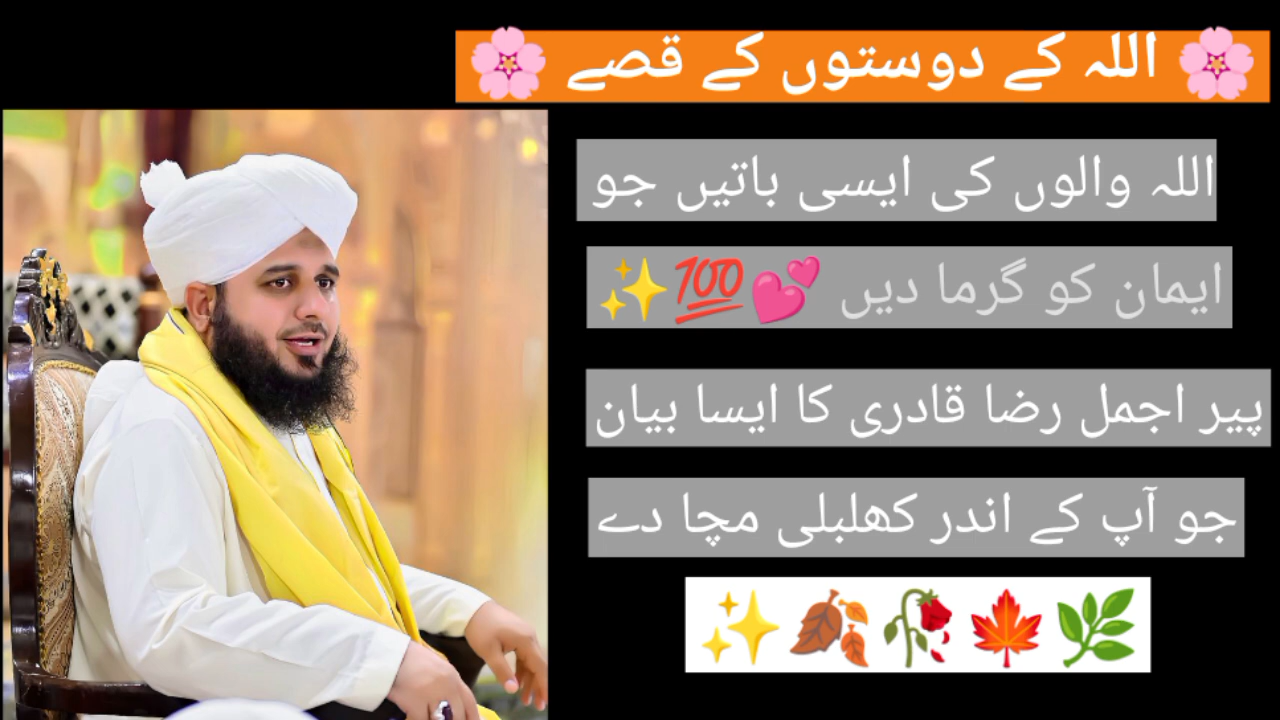 🌸 اللہ کے دوستوں کے قصے 🌸
اللہ والوں کی ایسی باتیں جو
ایمان کو گرما دیں 💕💯✨
پیر اجمل رضا قادری کا ایسا بیان
جو آپ کے اندر کھلبلی مچا دے
🌿🍁🥀🍂✨